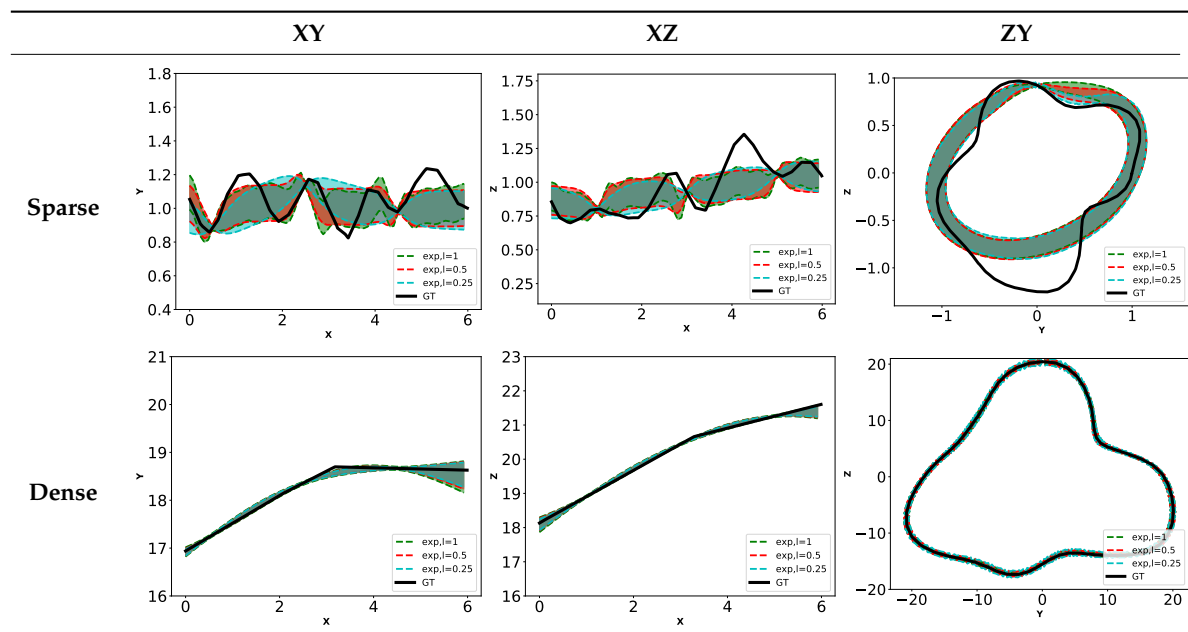 XY XZ ZY
Sparse
1.8
1.6
1.4
1.2
1.0
0.8
0.6
0.4
Y
0 2 4 6
X
exp,l=1
exp,l=0.5
exp,l=0.25
GT
1.75
1.50
1.25
1.00
0.75
0.50
0.25
Z
0 2 4 6
X
exp,l=1
exp,l=0.5
exp,l=0.25
GT
1.0
0.5
0.0
−0.5
−1.0
Z
−1 0 1
Y
exp,l=1
exp,l=0.5
exp,l=0.25
GT
Dense
21
20
19
18
17
16
Y
0 2 4 6
X
exp,l=1
exp,l=0.5
exp,l=0.25
GT
23
22
21
20
19
18
17
16
Z
0 2 4 6
X
exp,l=1
exp,l=0.5
exp,l=0.25
GT
20
10
0
−10
−20
Z
−20 −10 0 10 20
Y
exp,l=1
exp,l=0.5
exp,l=0.25
GT